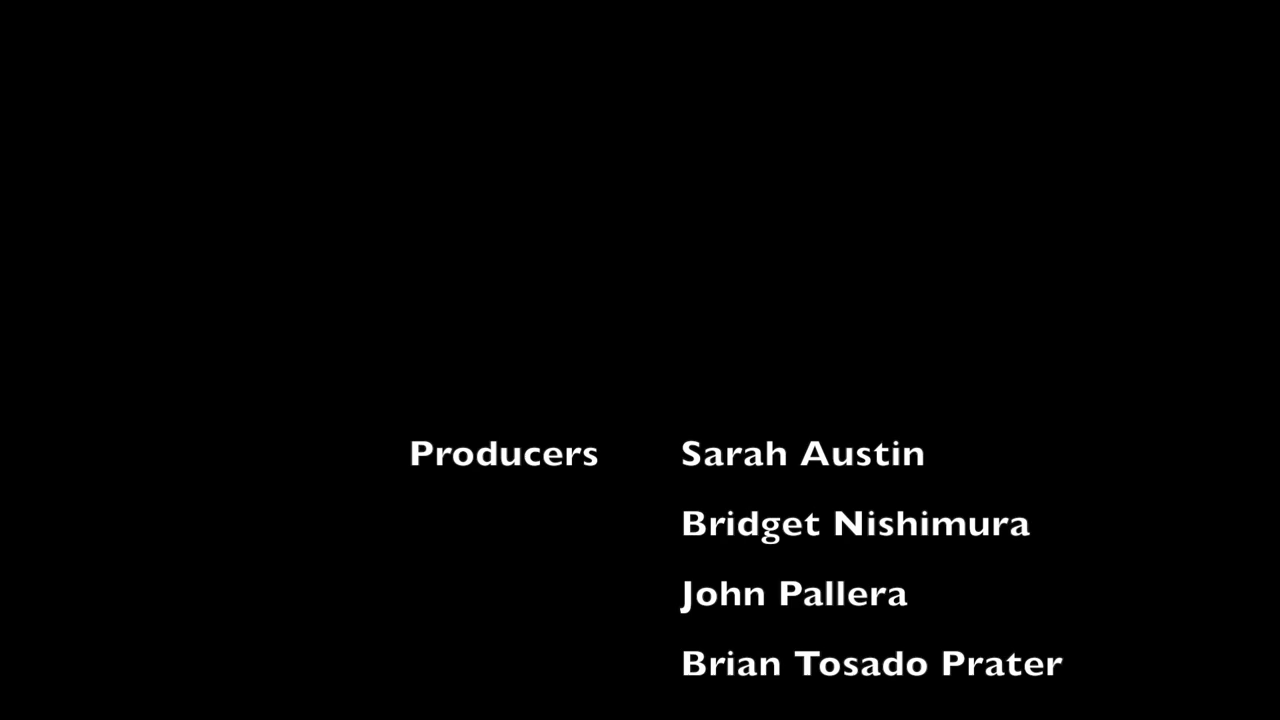 Producers Sarah Austin
Bridget Nishimura
John Pallera
Brian Tosado Prater